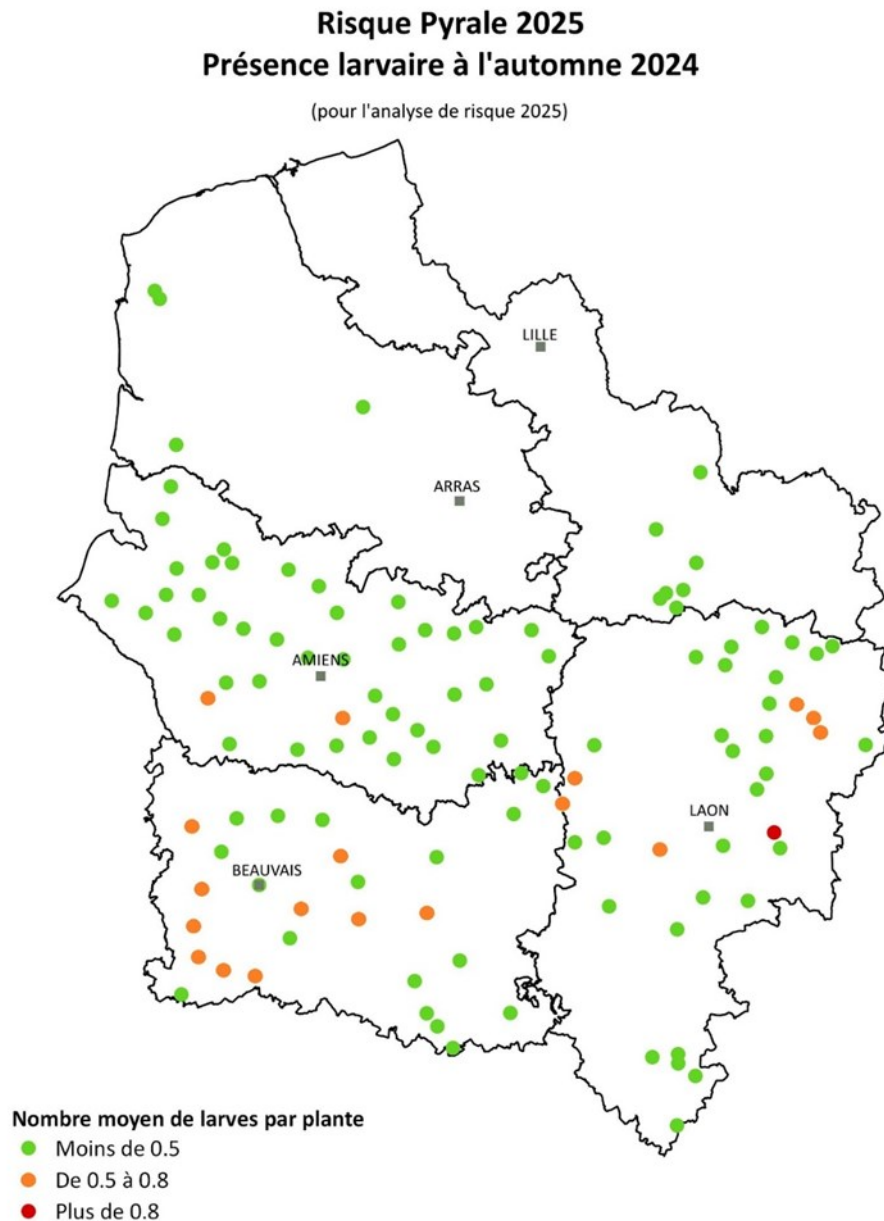 Risque Pyrale 2025
Présence larvaire à l'automne 2024
(pour l'analyse de risque 2025)
LILLE
ARRAS
AMIENS
LAON
BEAUVAIS
Nombre moyen de larves par plante
Moins de 0.5
De 0.5 à 0.8
Plus de 0.8